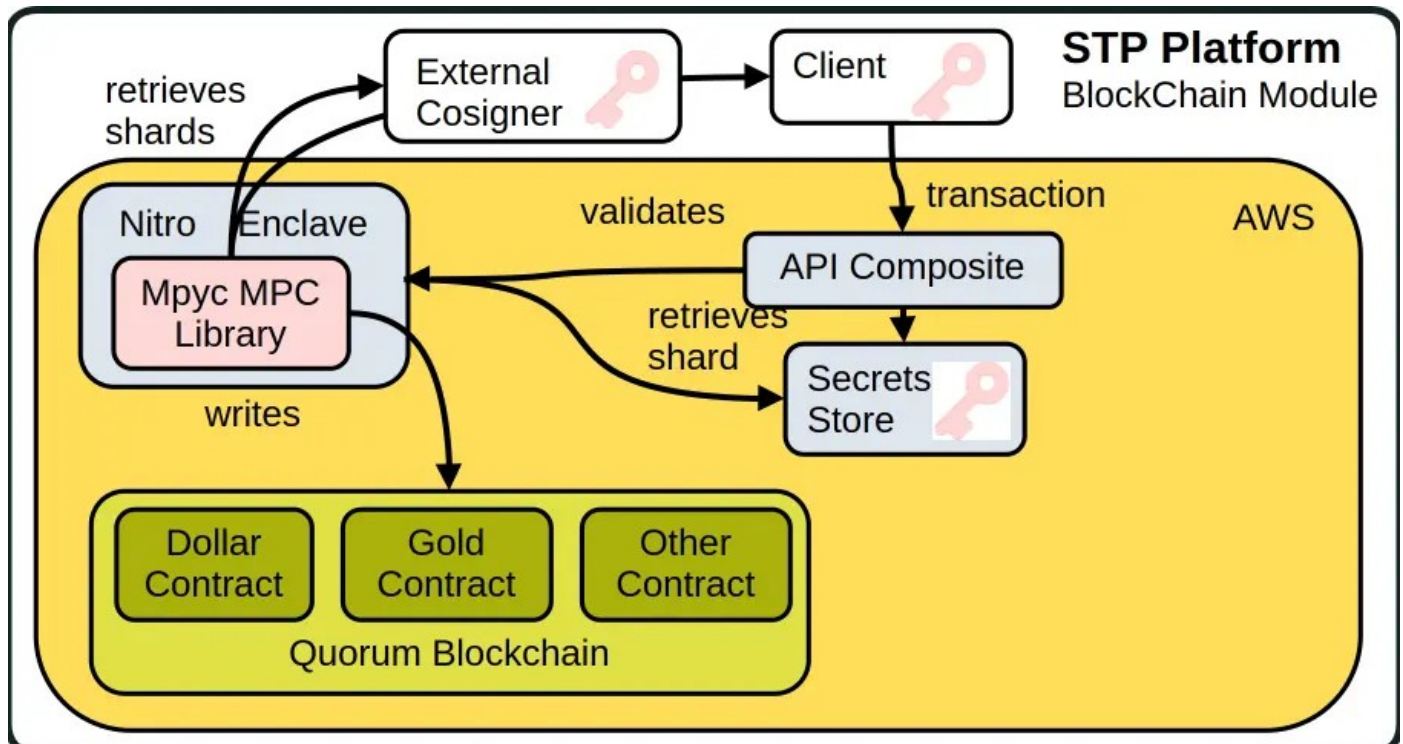 STP Platform
BlockChain Module
External
Cosigner
Client
retrieves
shards
transaction
AWS
validates
Nitro Enclave
Mpyc MPC
Library
API Composite
retrieves
shard
Secrets
Store
writes
Dollar
Contract
Gold
Contract
Other
Contract
Quorum Blockchain